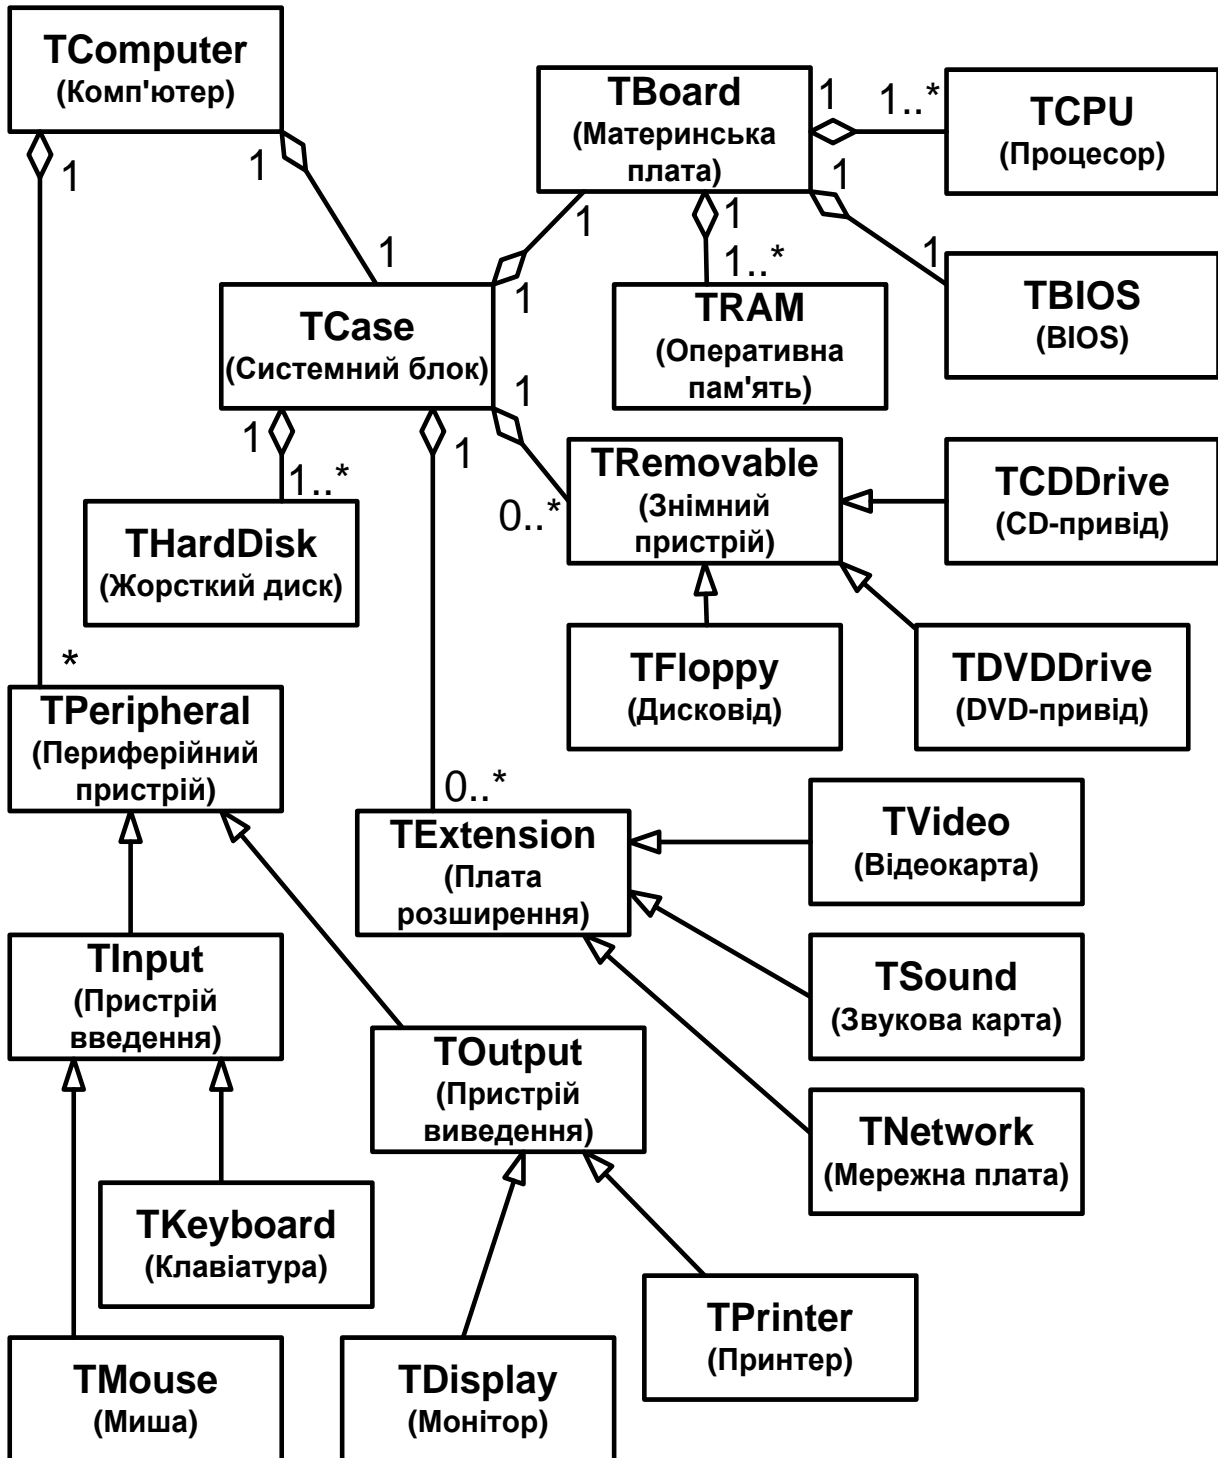 TComputer
(Комп'ютер)
1
1
1
TBoard
(Материнська
плата)
1
1..*
TCPU
(Процесор)
1
1
TBIOS
(BIOS)
1
1..*
TRAM
(Оперативна
пам'ять)
1
1
TCase
(Системний блок)
1
1..*
THardDisk
(Жорсткий диск)
1
1
0..*
TRemovable
(Знімний
пристрій)
TCDDrive
(CD-привід)
TFloppy
(Дисковід)
TDVDDrive
(DVD-привід)
*
TPeripheral
(Периферійний
пристрій)
0..*
TExtension
(Плата
розширення)
TVideo
(Відеокарта)
TSound
(Звукова карта)
TNetwork
(Мережна плата)
TInput
(Пристрій
введення)
TOutput
(Пристрій
виведення)
TKeyboard
(Клавіатура)
TPrinter
(Принтер)
TMouse
(Миша)
TDisplay
(Монітор)